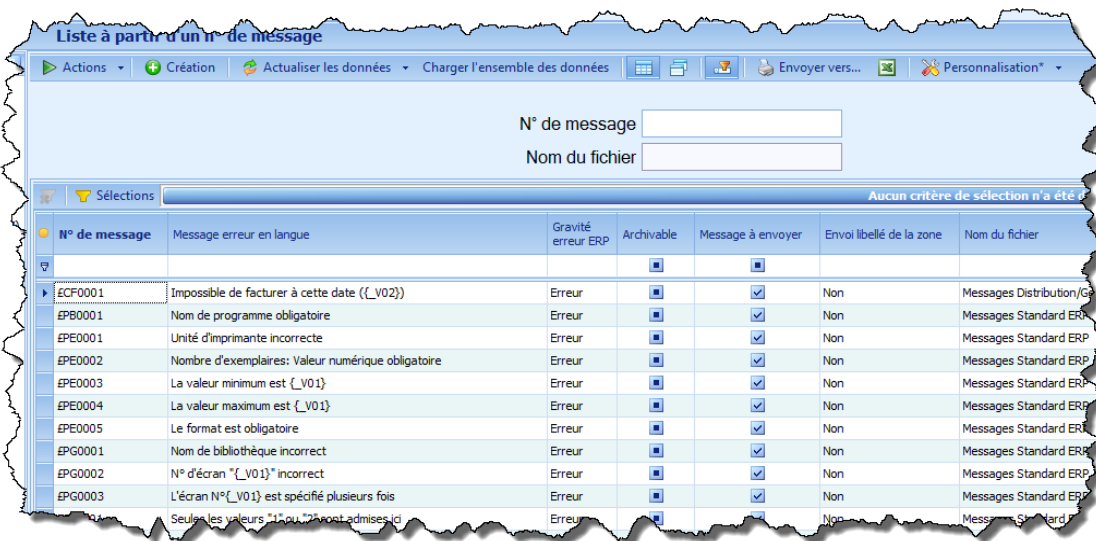 Liste à partir d'un n° de message
Actions Création Actualiser les données Charger l'ensemble des données Envoyer vers... Personnalisation*
N° de message
Nom du fichier
Sélections Aucun critère de sélection n'a été
N° de message Message erreur en langue Gravité erreur ERP Archivable Message à envoyer Envoi libellé de la zone Nom du fichier
£CF0001 Impossible de facturer à cette date ({_V02}) Erreur Non Messages Distribution/
£PB0001 Nom de programme obligatoire Erreur Non Messages Standard ERP
£PE0001 Unité d'imprimante incorrecte Erreur Non Messages Standard ERP
£PE0002 Nombre d'exemplaires: Valeur numérique obligatoire Erreur Non Messages Standard ERP
£PE0003 La valeur minimum est {_V01} Erreur Non Messages Standard ERP
£PE0004 La valeur maximum est {_V01} Erreur Non Messages Standard ERP
£PE0005 Le format est obligatoire Erreur Non Messages Standard ERP
£PG0001 Nom de bibliothèque incorrect Erreur Non Messages Standard ERP
£PG0002 N° d'écran "{_V01}" incorrect Erreur Non Messages Standard ERP
£PG0003 L'écran N°{_V01} est spécifié plusieurs fois Erreur Non Messages Standard ERP
Seules les valeurs "1" ou "2" sont admises ici Erreur Non Messages Standard